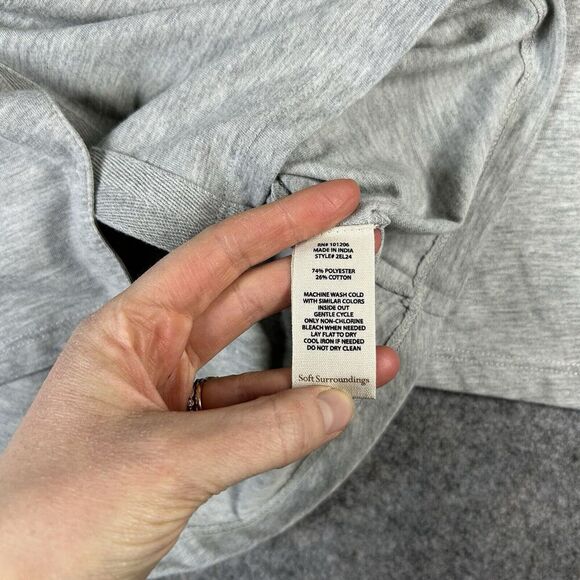 RN# 101206
MADE IN INDIA
STYLE# 2EL24
74% POLYESTER
26% COTTON
MACHINE WASH COLD
WITH SIMILAR COLORS
INSIDE OUT
GENTLE CYCLE
ONLY NON-CHLORINE
BLEACH WHEN NEEDED
LAY FLAT TO DRY
COOL IRON IF NEEDED
DO NOT DRY CLEAN
Soft Surroundings